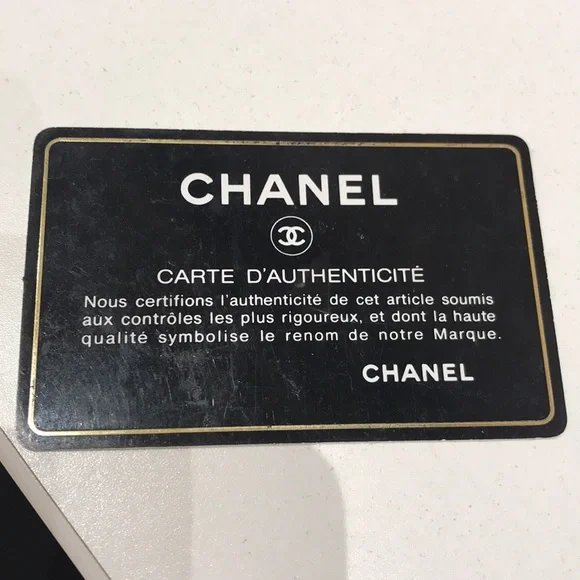 CHANEL
CARTE D'AUTHENTICITÉ
Nous certifions l'authenticité de cet article soumis
aux contrôles les plus rigoureux, et dont la haute
qualité symbolise le renom de notre Marque.
CHANEL